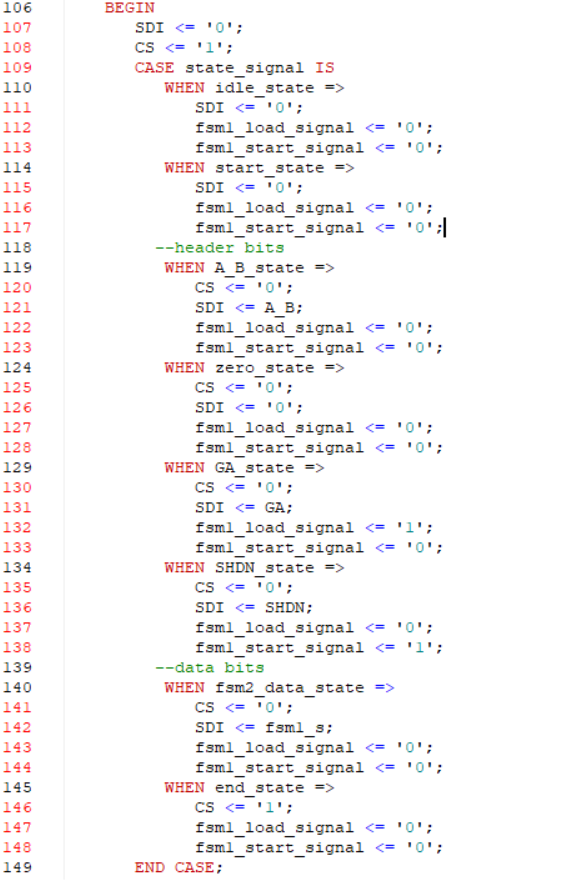 106 BEGIN
107 SDI <= '0';
108 CS <= '1';
109 CASE state_signal IS
110 WHEN idle_state =>
111 SDI <= '0';
112 fsm1_load_signal <= '0';
113 fsm1_start_signal <= '0';
114 WHEN start_state =>
115 SDI <= '0';
116 fsm1_load_signal <= '0';
117 fsm1_start_signal <= '0';
118 --header bits
119 WHEN A_B_state =>
120 CS <= '0';
121 SDI <= A_B;
122 fsm1_load_signal <= '0';
123 fsm1_start_signal <= '0';
124 WHEN zero_state =>
125 CS <= '0';
126 SDI <= '0';
127 fsm1_load_signal <= '0';
128 fsm1_start_signal <= '0';
129 WHEN GA_state =>
130 CS <= '0';
131 SDI <= GA;
132 fsm1_load_signal <= '1';
133 fsm1_start_signal <= '0';
134 WHEN SHDN_state =>
135 CS <= '0';
136 SDI <= SHDN;
137 fsm1_load_signal <= '0';
138 fsm1_start_signal <= '1';
139 --data bits
140 WHEN fsm2_data_state =>
141 CS <= '0';
142 SDI <= fsm1_s;
143 fsm1_load_signal <= '0';
144 fsm1_start_signal <= '0';
145 WHEN end_state =>
146 CS <= '1';
147 fsm1_load_signal <= '0';
148 fsm1_start_signal <= '0';
149 END CASE;